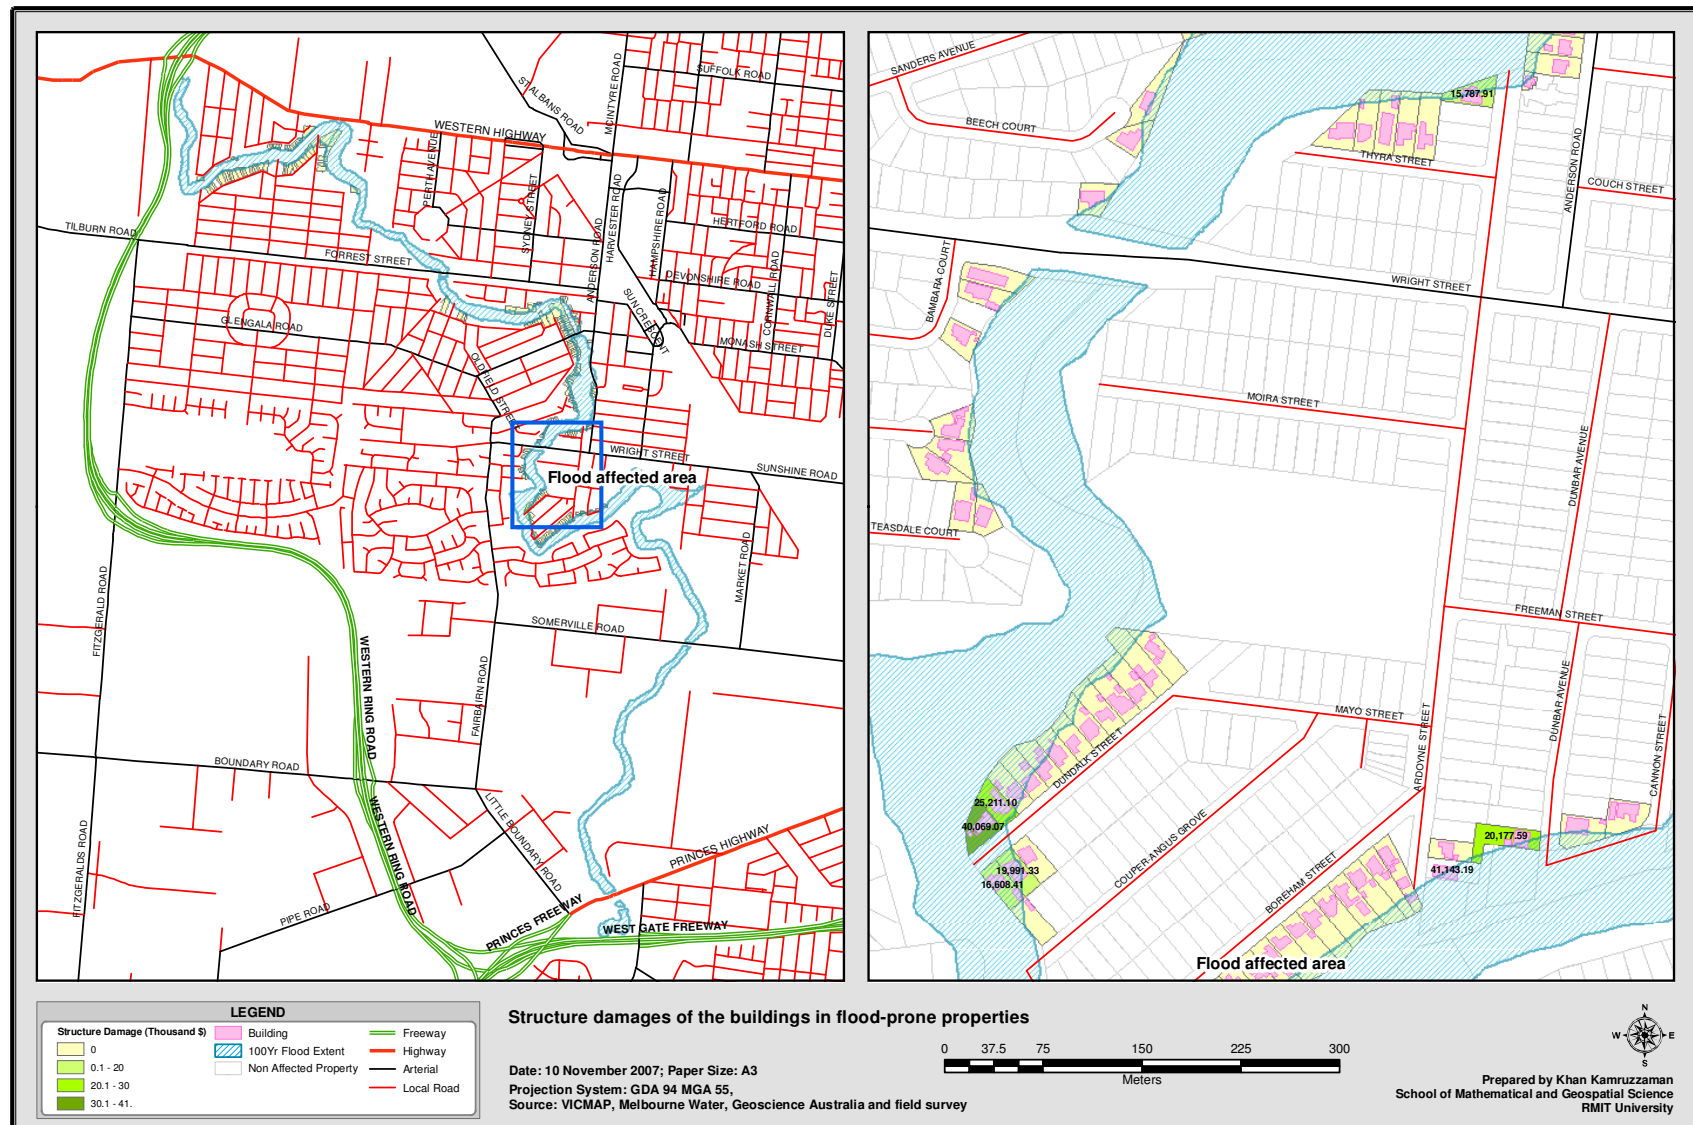 SUFFOLK ROAD
ST ALBANS ROAD
MCINTYRE ROAD
WESTERN HIGHWAY
PERTH AVENUE
SYDNEY STREET
HARVESTER ROAD
HAMPSHIRE ROAD
HERTFORD ROAD
TILBURN ROAD
FORREST STREET
ANDERSON ROAD
DEVONSHIRE ROAD
CORNWALL ROAD
DUKE STREET
SUN CRESCENT
GLENGALA ROAD
MONASH STREET
OLDFIELD STREET
WRIGHT STREET
SUNSHINE ROAD
Flood affected area
MARKET ROAD
FITZGERALD ROAD
SOMERVILLE ROAD
WESTERN RING ROAD
FAIRBAIRN ROAD
BOUNDARY ROAD
LITTLE BOUNDARY ROAD
WESTERN RING ROAD
FITZGERALDS ROAD
PRINCES HIGHWAY
PIPE ROAD
PRINCES FREEWAY
WEST GATE FREEWAY
SANDERS AVENUE
BEECH COURT
15,787.91
THYRA STREET
ANDERSON ROAD
COUCH STREET
BAMBARA COURT
WRIGHT STREET
MOIRA STREET
DUNBAR AVENUE
TEASDALE COURT
FREEMAN STREET
DUNBAR AVENUE
MAYO STREET
ARDOYNE STREET
CANNON STREET
DUNDALK STREET
25,211.10
40,069.07
COUPER-ANGUS GROVE
20,177.59
19,991.33
16,608.41
41,143.19
BOREHAM STREET
Flood affected area
LEGEND
Structure Damage (Thousand $)
0
0.1 - 20
20.1 - 30
30.1 - 41.
Building
100Yr Flood Extent
Non Affected Property
Freeway
Highway
Arterial
Local Road
Structure damages of the buildings in flood-prone properties
Date: 10 November 2007; Paper Size: A3
Projection System: GDA 94 MGA 55,
Source: VICMAP, Melbourne Water, Geoscience Australia and field survey
0 37.5 75 150 225 300
Meters
N
W E
S
Prepared by Khan Kamruzzaman
School of Mathematical and Geospatial Science
RMIT University